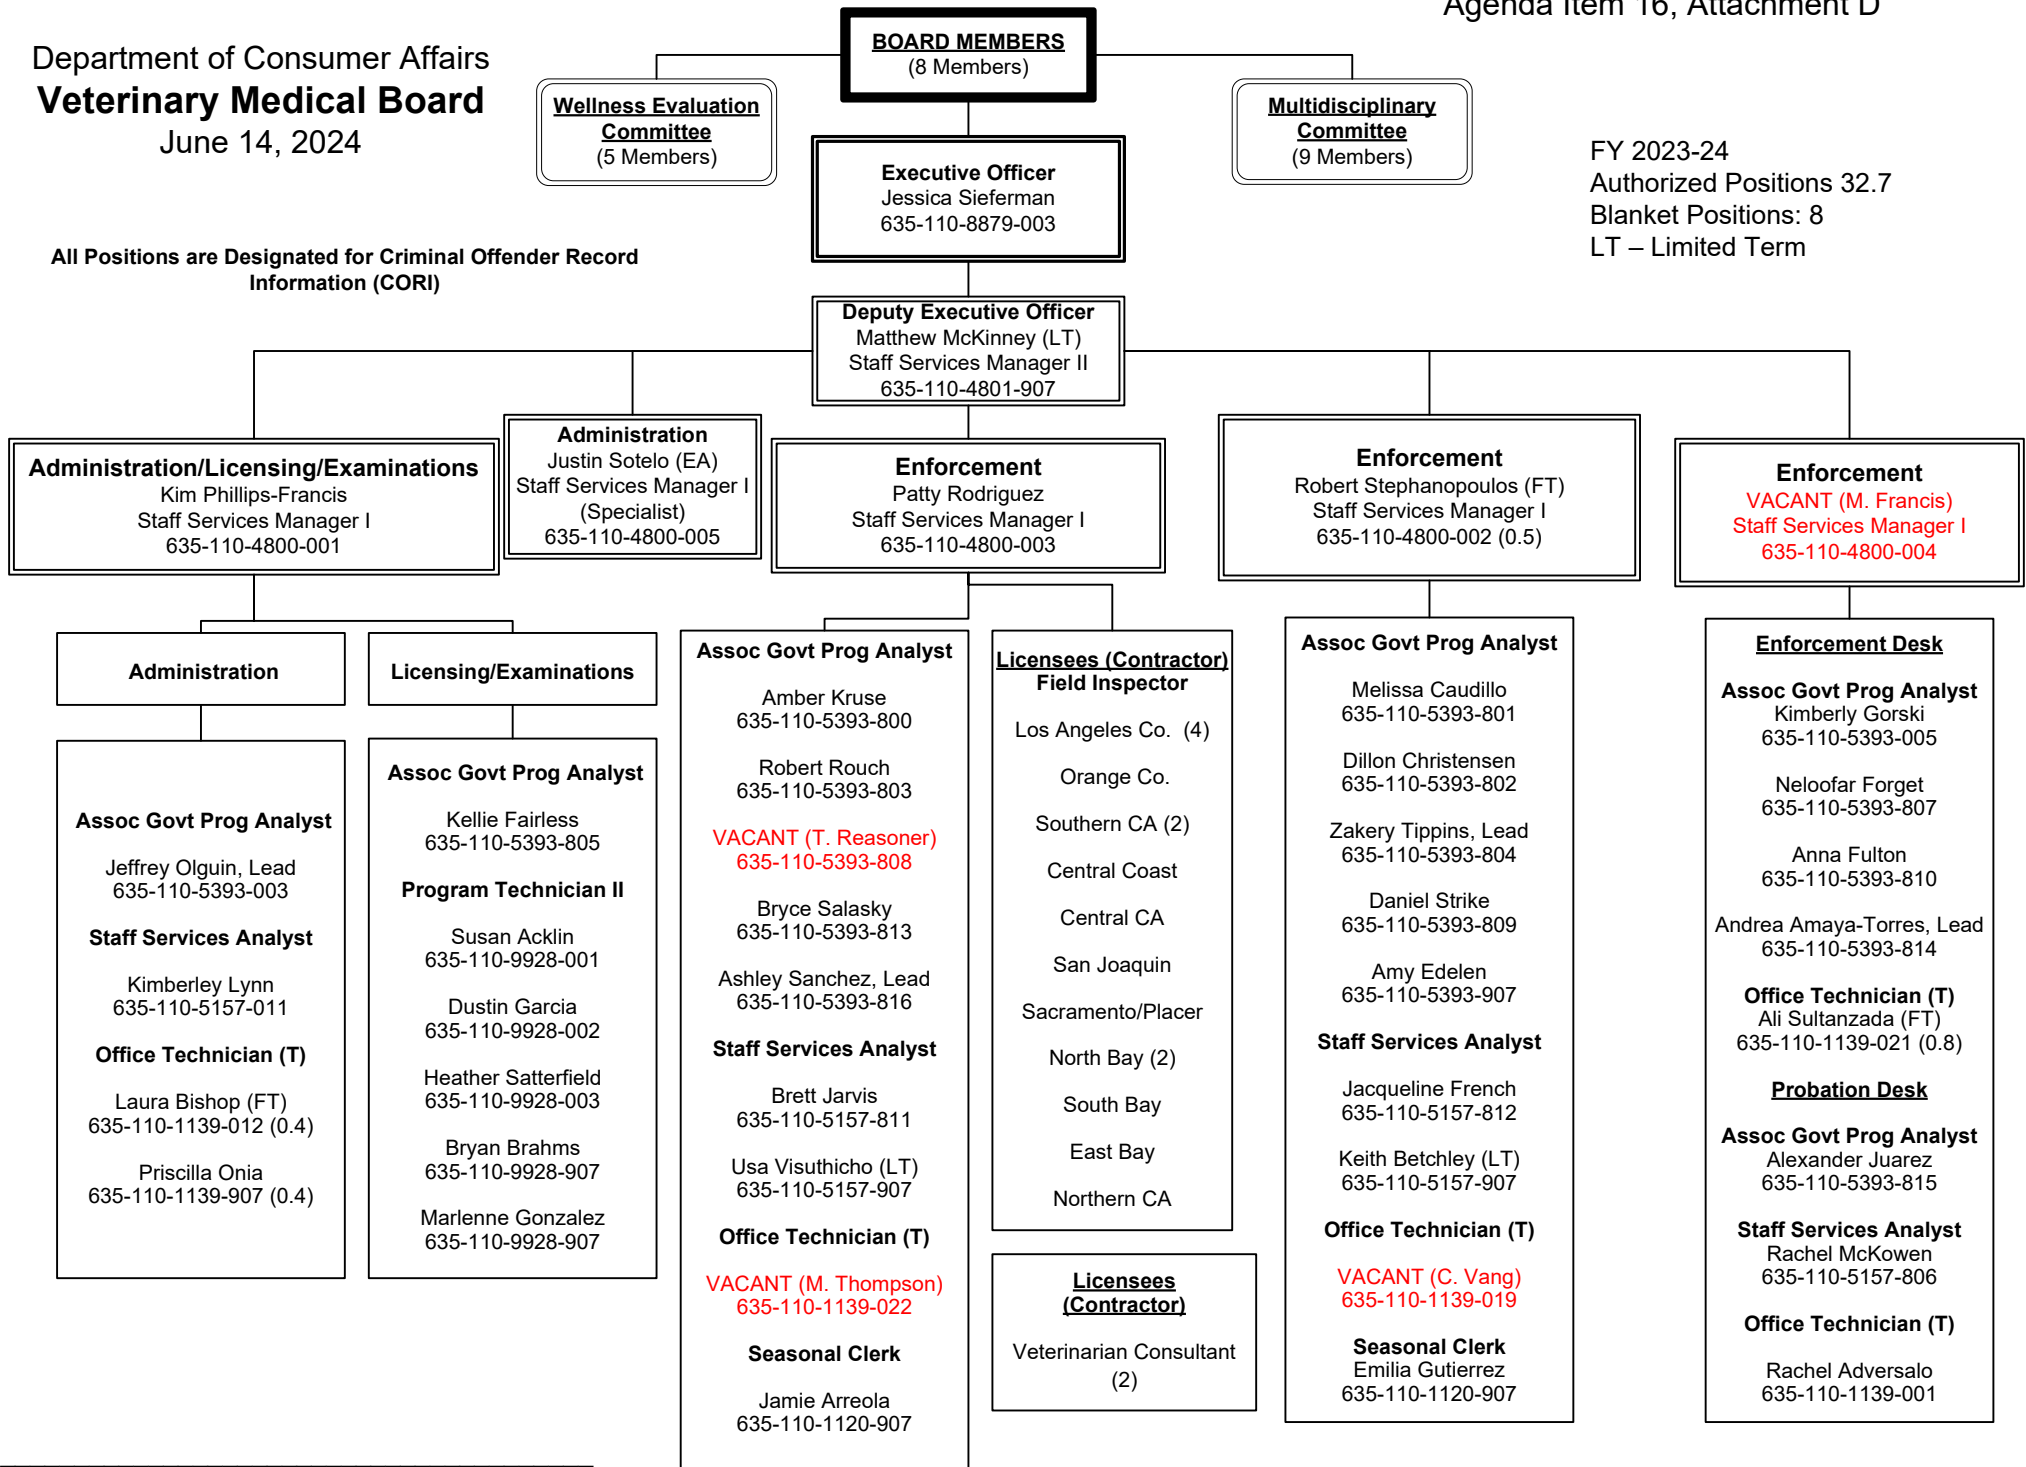 Agenda Item 16, Attachment D
Department of Consumer Affairs
Veterinary Medical Board
June 14, 2024
BOARD MEMBERS
(8 Members)
Wellness Evaluation
Committee
(5 Members)
Multidisciplinary
Committee
(9 Members)
FY 2023-24
Authorized Positions 32.7
Blanket Positions: 8
LT – Limited Term
Executive Officer
Jessica Sieferman
635-110-8879-003
All Positions are Designated for Criminal Offender Record
Information (CORI)
Deputy Executive Officer
Matthew McKinney (LT)
Staff Services Manager II
635-110-4801-907
Administration/Licensing/Examinations
Kim Phillips-Francis
Staff Services Manager I
635-110-4800-001
Administration
Justin Sotelo (EA)
Staff Services Manager I
(Specialist)
635-110-4800-005
Enforcement
Patty Rodriguez
Staff Services Manager I
635-110-4800-003
Enforcement
Robert Stephanopoulos (FT)
Staff Services Manager I
635-110-4800-002 (0.5)
Enforcement
VACANT (M. Francis)
Staff Services Manager I
635-110-4800-004
Administration
Assoc Govt Prog Analyst
Jeffrey Olguin, Lead
635-110-5393-003
Staff Services Analyst
Kimberley Lynn
635-110-5157-011
Office Technician (T)
Laura Bishop (FT)
635-110-1139-012 (0.4)
Priscilla Onia
635-110-1139-907 (0.4)
Licensing/Examinations
Assoc Govt Prog Analyst
Kellie Fairless
635-110-5393-805
Program Technician II
Susan Acklin
635-110-9928-001
Dustin Garcia
635-110-9928-002
Heather Satterfield
635-110-9928-003
Bryan Brahms
635-110-9928-907
Marlenne Gonzalez
635-110-9928-907
Assoc Govt Prog Analyst
Amber Kruse
635-110-5393-800
Robert Rouch
635-110-5393-803
VACANT (T. Reasoner)
635-110-5393-808
Bryce Salasky
635-110-5393-813
Ashley Sanchez, Lead
635-110-5393-816
Staff Services Analyst
Brett Jarvis
635-110-5157-811
Usa Visuthicho (LT)
635-110-5157-907
Office Technician (T)
VACANT (M. Thompson)
635-110-1139-022
Seasonal Clerk
Jamie Arreola
635-110-1120-907
Licensees (Contractor)
Field Inspector
Los Angeles Co. (4)
Orange Co.
Southern CA (2)
Central Coast
Central CA
San Joaquin
Sacramento/Placer
North Bay (2)
South Bay
East Bay
Northern CA
Licensees
(Contractor)
Veterinarian Consultant
(2)
Assoc Govt Prog Analyst
Melissa Caudillo
635-110-5393-801
Dillon Christensen
635-110-5393-802
Zakery Tippins, Lead
635-110-5393-804
Daniel Strike
635-110-5393-809
Amy Edelen
635-110-5393-907
Staff Services Analyst
Jacqueline French
635-110-5157-812
Keith Betchley (LT)
635-110-5157-907
Office Technician (T)
VACANT (C. Vang)
635-110-1139-019
Seasonal Clerk
Emilia Gutierrez
635-110-1120-907
Enforcement Desk
Assoc Govt Prog Analyst
Kimberly Gorski
635-110-5393-005
Neloofar Forget
635-110-5393-807
Anna Fulton
635-110-5393-810
Andrea Amaya-Torres, Lead
635-110-5393-814
Office Technician (T)
Ali Sultanzada (FT)
635-110-1139-021 (0.8)
Probation Desk
Assoc Govt Prog Analyst
Alexander Juarez
635-110-5393-815
Staff Services Analyst
Rachel McKowen
635-110-5157-806
Office Technician (T)
Rachel Adversalo
635-110-1139-001